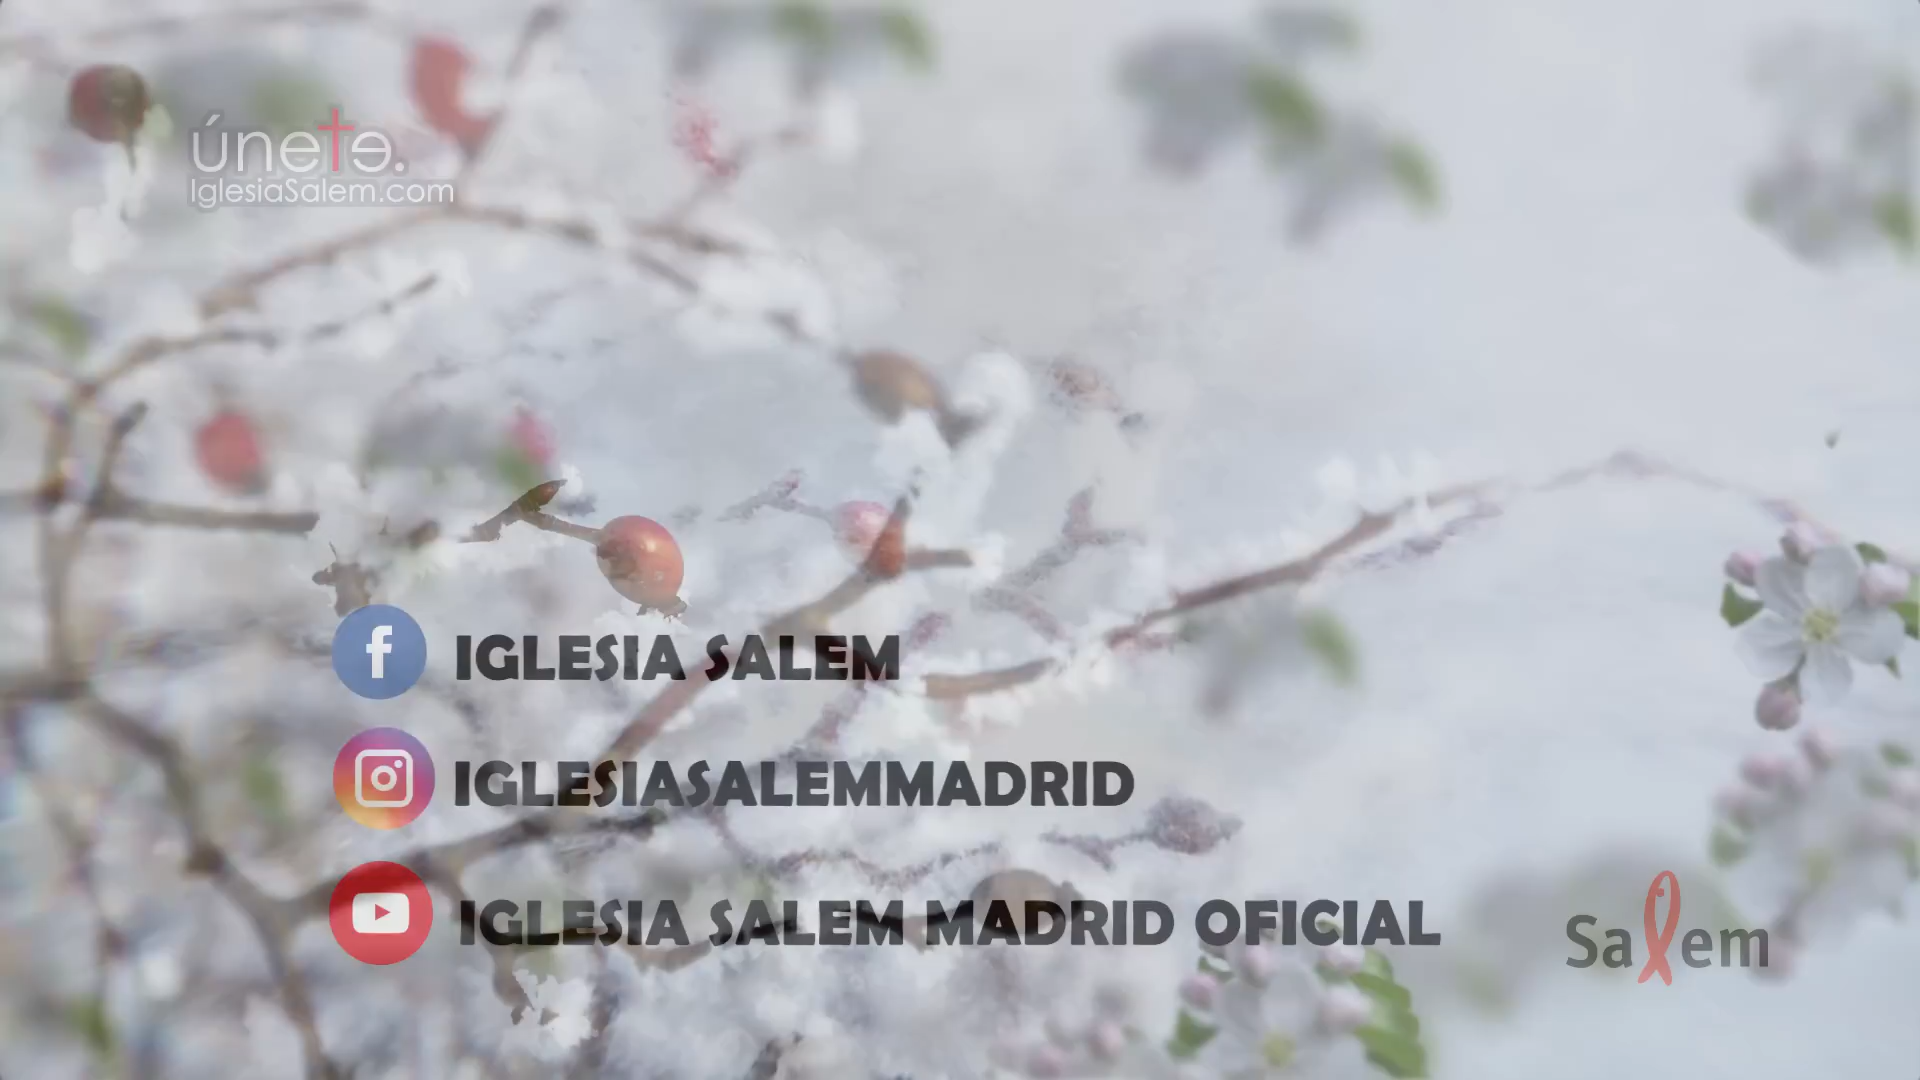 únete.
IglesiaSalem.com
IGLESIA SALEM
IGLESIASALEMMADRID
IGLESIA SALEM MADRID OFICIAL
Salem